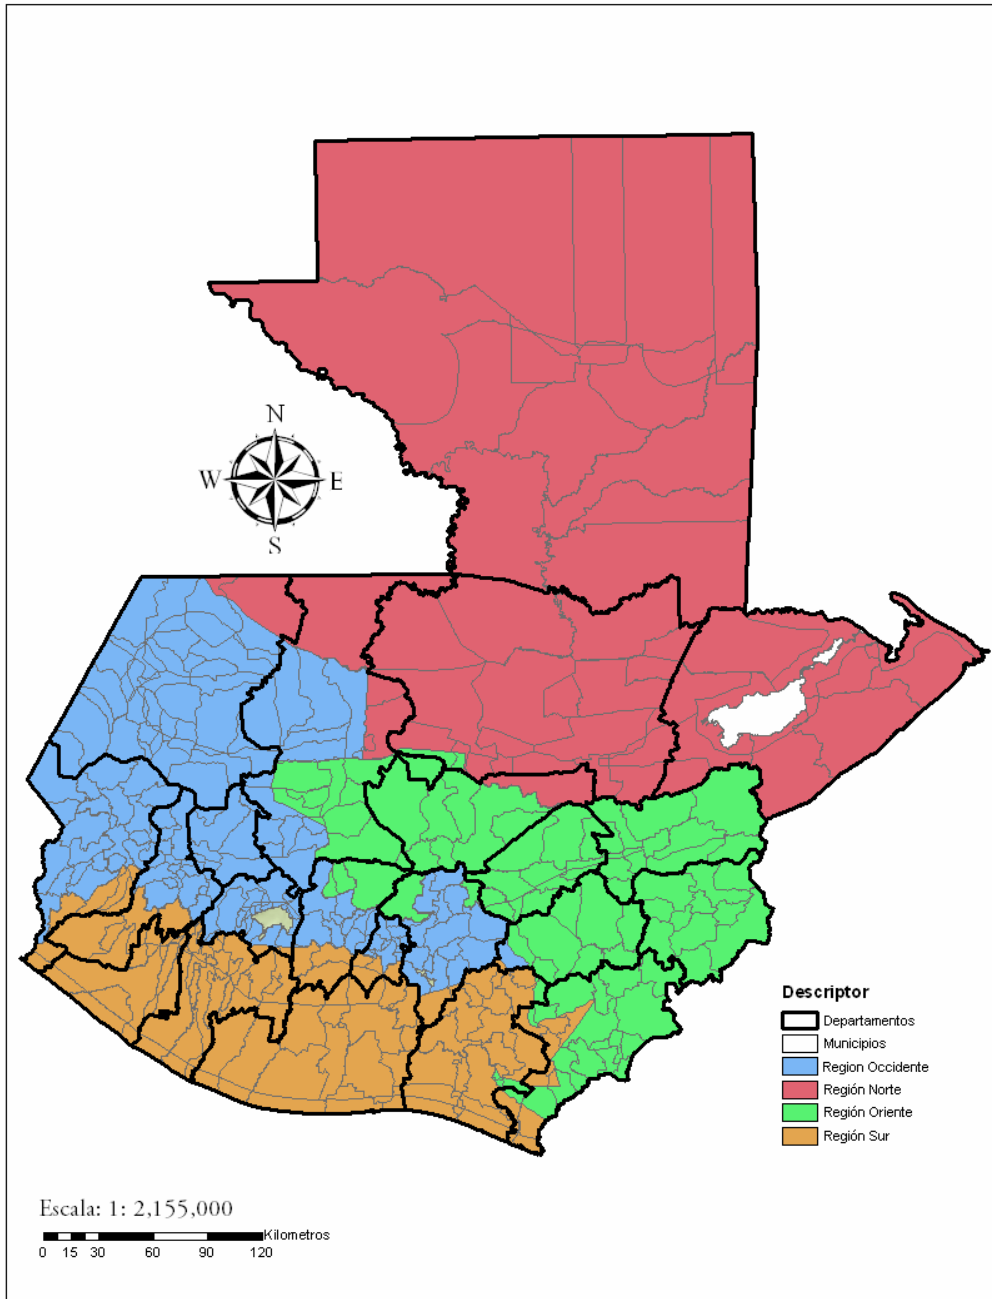 N
W E
S
Descriptor
Departamentos
Municipios
Region Occidente
Región Norte
Región Oriente
Región Sur
Escala: 1: 2,155,000
Kilometros
0 15 30 60 90 120